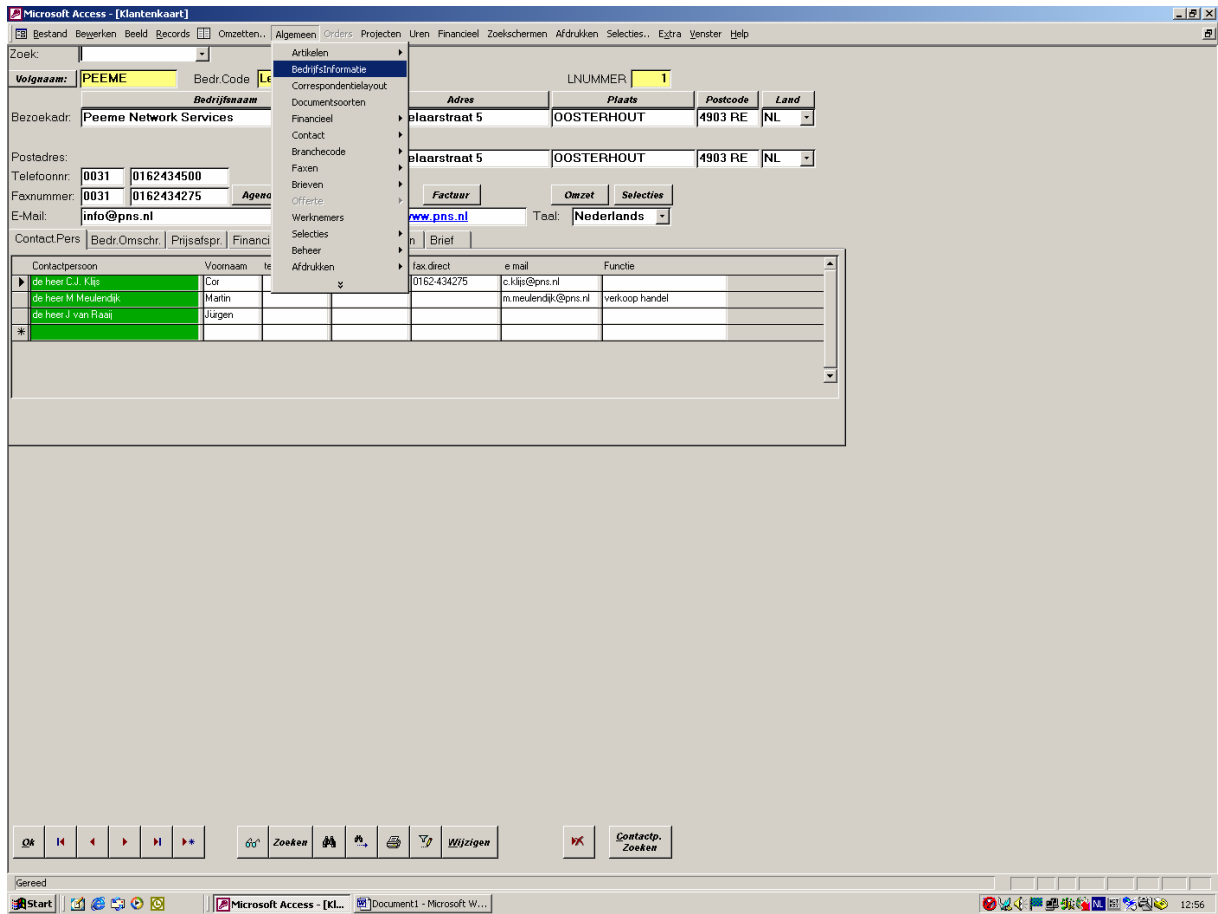 Microsoft Access - [Klantenkaart]
Bestand Bewerken Beeld Records Omzetten.. Algemeen Orders Projecten Uren Financieel Zoekschermen Afdrukken Selecties.. Extra Venster Help
Zoek:
Volgnaam: PEEME Bedr.Code Le LNUMMER 1
Bedrijfsnaam Adres Plaats Postcode Land
Bezoekadr: Peeme Network Services elaarstraat 5 OOSTERHOUT 4903 RE NL
Postadres: elaarstraat 5 OOSTERHOUT 4903 RE NL
Telefoonnr: 0031 0162434500
Faxnummer: 0031 0162434275 Agend Factuur Omzet Selecties
E-Mail: info@pns.nl www.pns.nl Taal: Nederlands
Contact.Pers Bedr.Omschr. Prijsafspr. Financi n Brief
Artikelen
BedrijfsInformatie
Correspondentielayout
Documentsoorten
Financieel
Contact
Branchecode
Faxen
Brieven
Offerte
Werknemers
Selecties
Beheer
Afdrukken
Contactpersoon Voornaam te fax.direct e mail Functie
de heer C.J. Klijs Cor 0162-434275 c.klijs@pns.nl
de heer M Meulendijk Martin m.meulendijk@pns.nl verkoop handel
de heer J van Raaij Jürgen
Ok Zoeken Wijzigen Contactp. Zoeken
Gereed
Start Microsoft Access - [Kl... Document1 - Microsoft W... NL 12:56